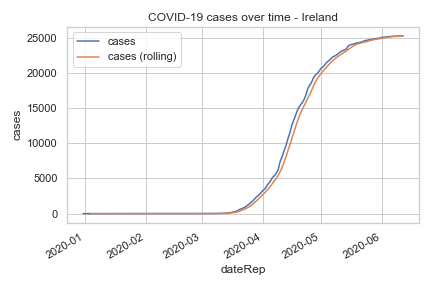 COVID-19 cases over time - Ireland
cases
cases (rolling)
25000
20000
15000
10000
5000
0
cases
2020-01
2020-02
2020-03
2020-04
2020-05
2020-06
dateRep